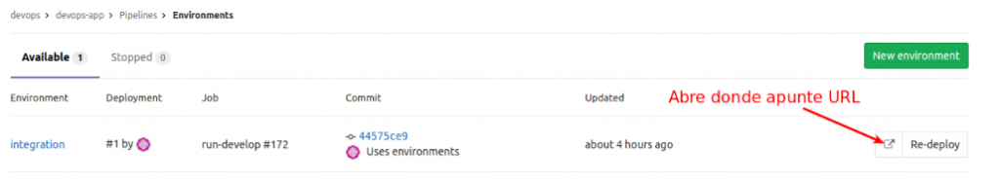 devops > devops-app > Pipelines > Environments
Available 1 Stopped 0 New environment
Environment Deployment Job Commit Updated
Abre donde apunte URL
integration #1 by run-develop #172 44575ce9 about 4 hours ago Re-deploy
Uses environments